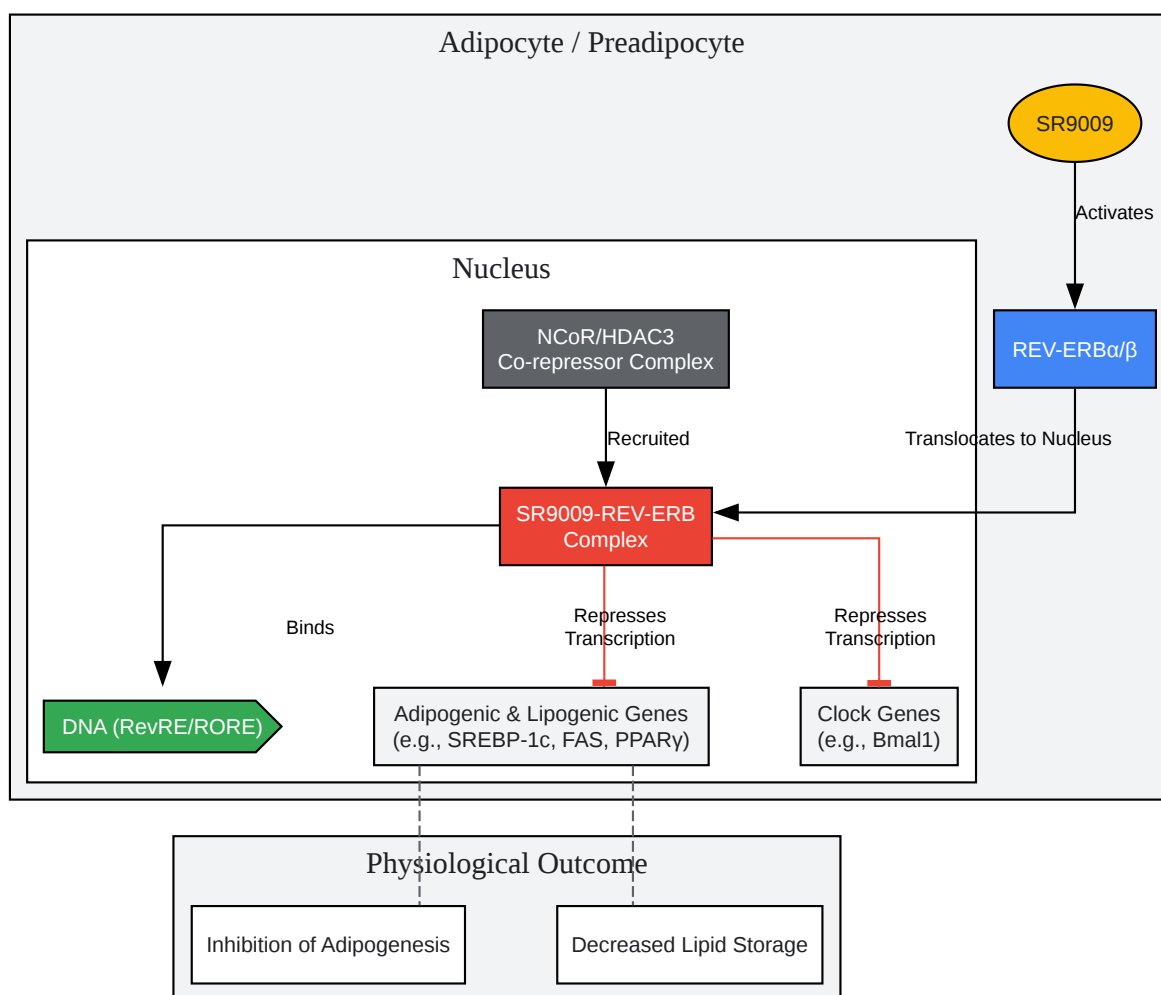 Adipocyte / Preadipocyte
SR9009
Activates
Nucleus
NCoR/HDAC3
Co-repressor Complex
REV-ERBα/β
Recruited
Translocates to Nucleus
SR9009-REV-ERB
Complex
Binds
Represses
Transcription
Represses
Transcription
DNA (RevRE/RORE)
Adipogenic & Lipogenic Genes
(e.g., SREBP-1c, FAS, PPARγ)
Clock Genes
(e.g., Bmal1)
Physiological Outcome
Inhibition of Adipogenesis
Decreased Lipid Storage